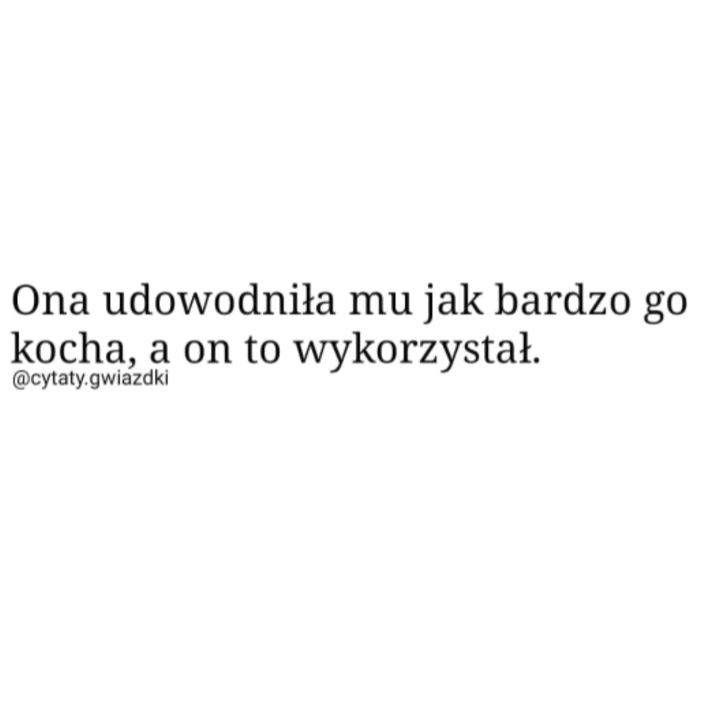 Ona udowodniła mu jak bardzo go
kocha, a on to wykorzystał.
@cytaty.gwiazdki